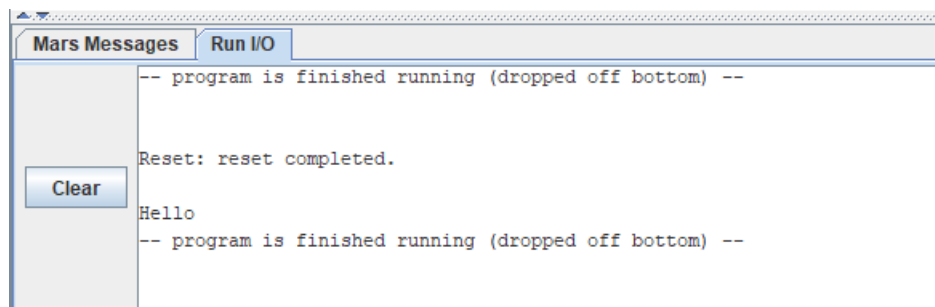 Mars Messages Run I/O
-- program is finished running (dropped off bottom) --
Reset: reset completed.
Clear
Hello
-- program is finished running (dropped off bottom) --